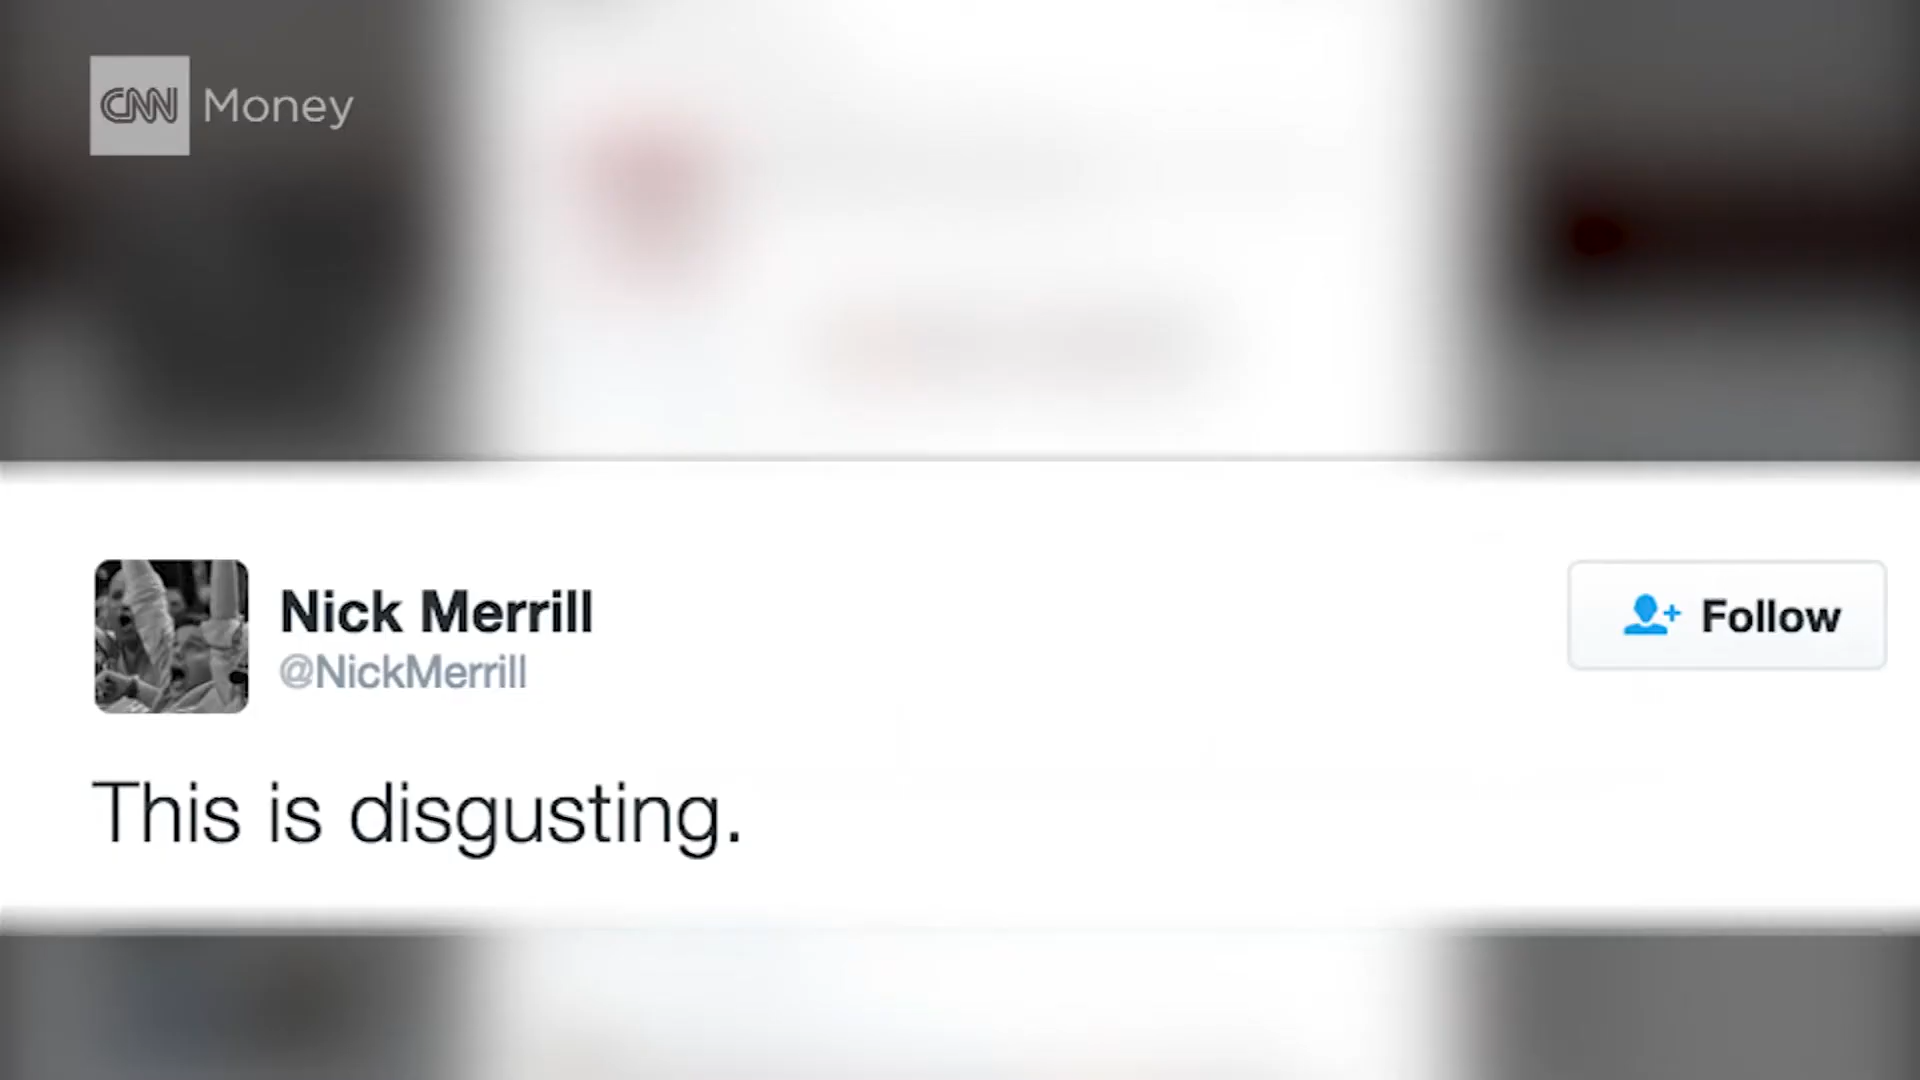 CNN Money
Nick Merrill
@NickMerrill
Follow
This is disgusting.